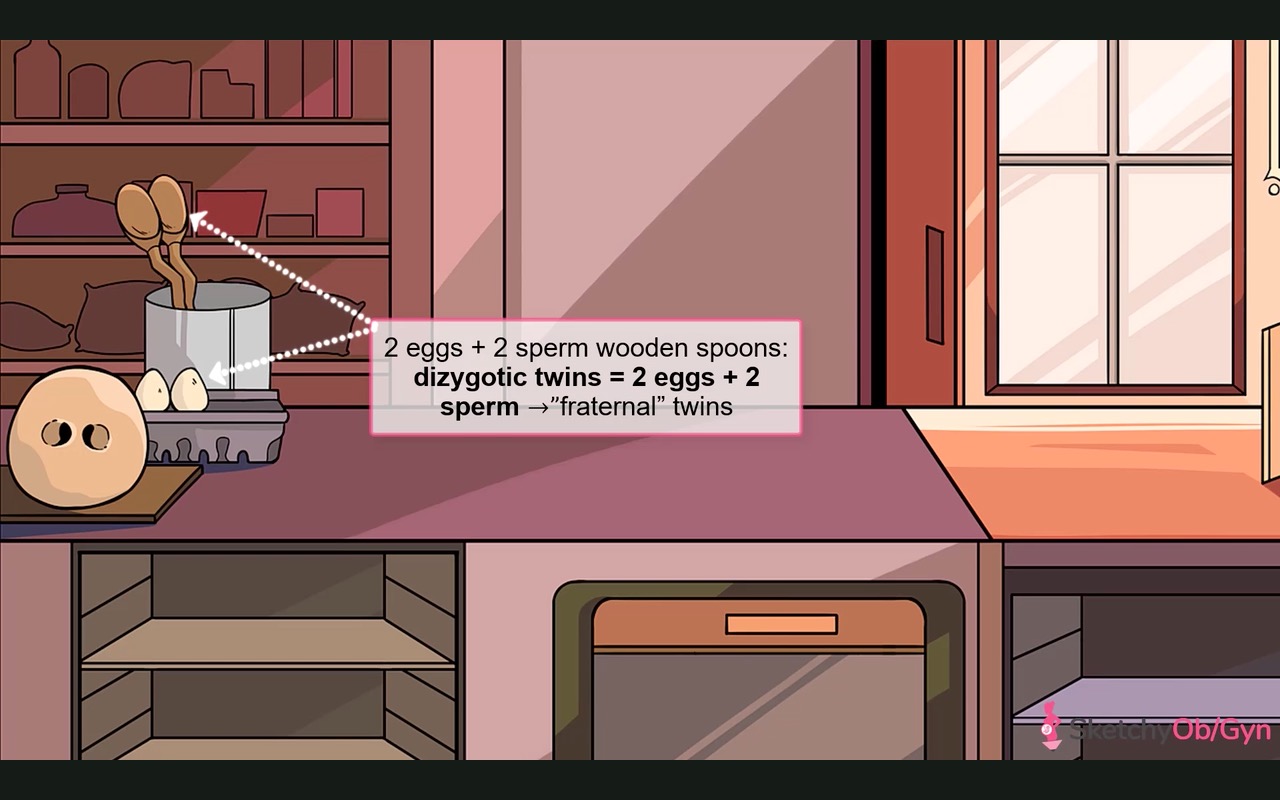 2 eggs + 2 sperm wooden spoons:
dizygotic twins = 2 eggs + 2
sperm →”fraternal” twins
SketchyOb/Gyn